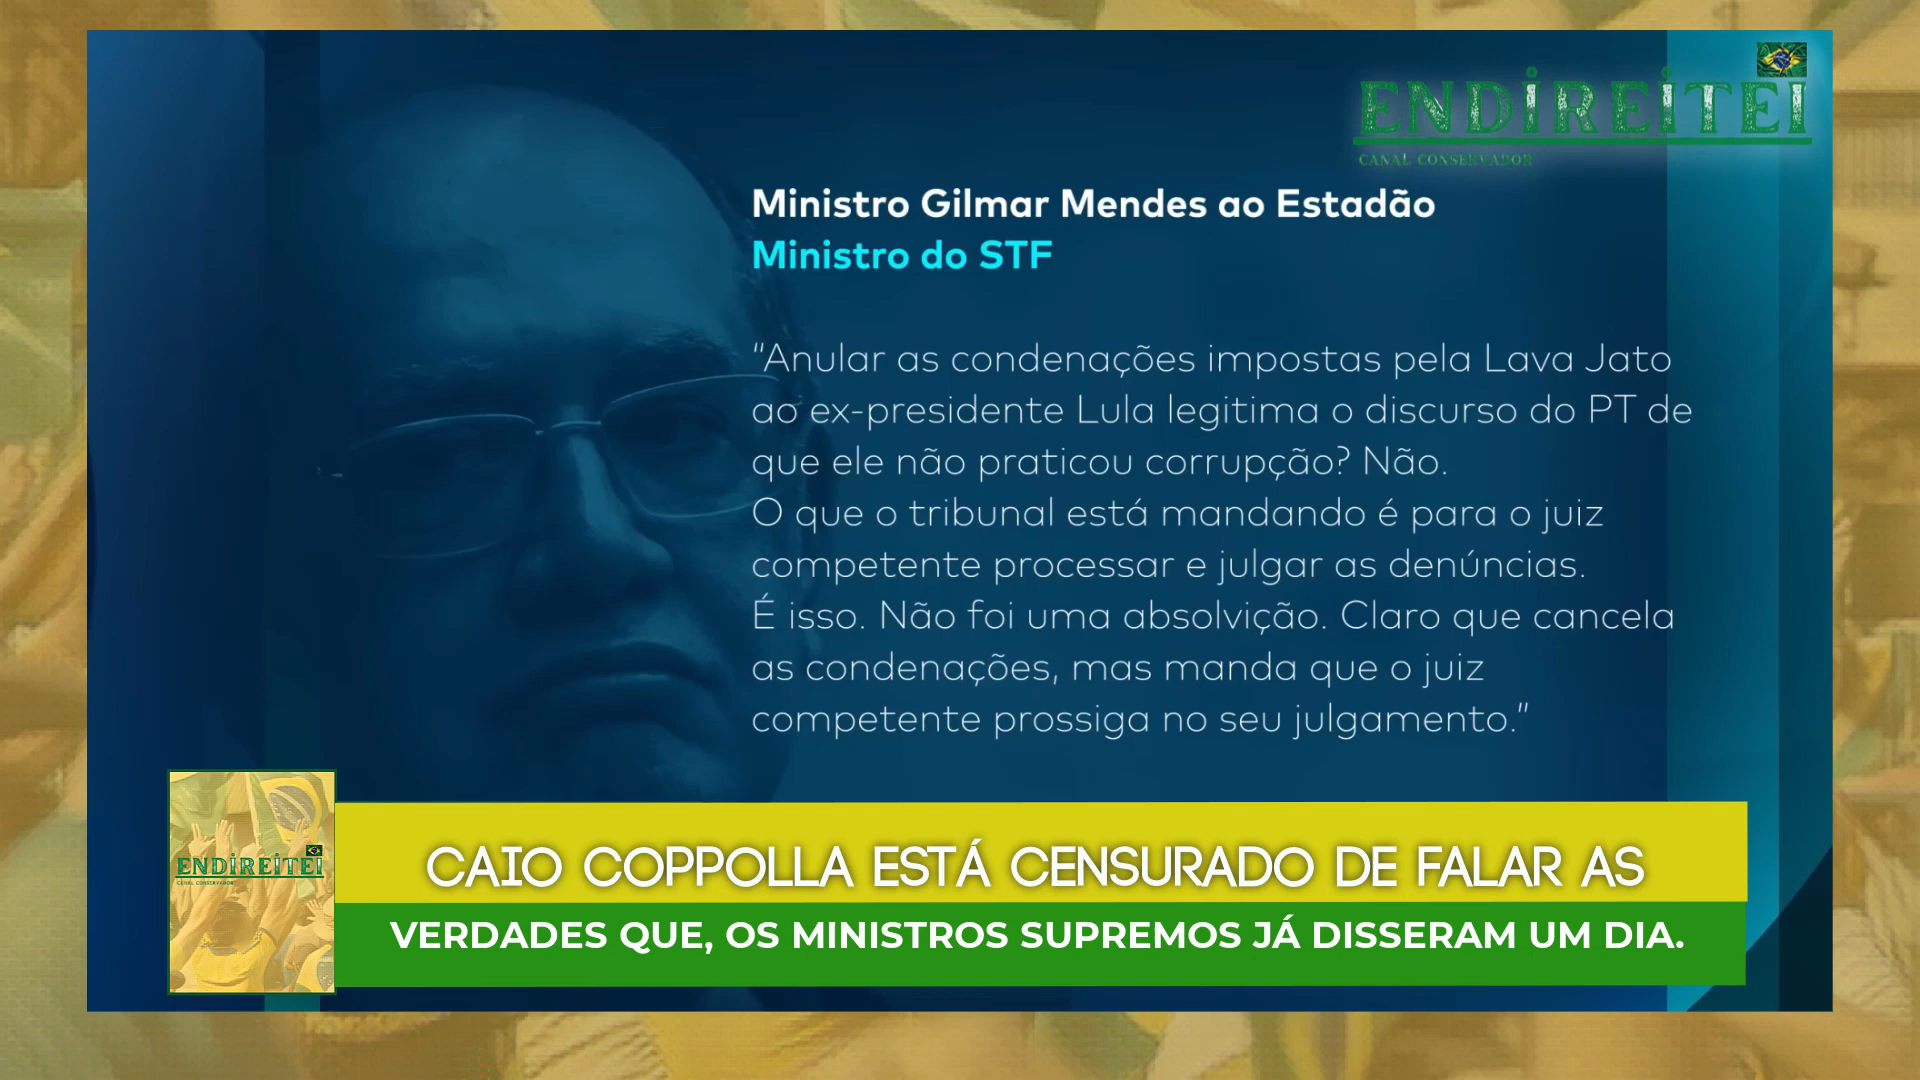 ENDIREITEI
CANAL CONSERVADOR
Ministro Gilmar Mendes ao Estadão
Ministro do STF
“Anular as condenações impostas pela Lava Jato
ao ex-presidente Lula legitima o discurso do PT de
que ele não praticou corrupção? Não.
O que o tribunal está mandando é para o juiz
competente processar e julgar as denúncias.
É isso. Não foi uma absolvição. Claro que cancela
as condenações, mas manda que o juiz
competente prossiga no seu julgamento.”
ENDIREITEI
CANAL CONSERVADOR
CAIO COPPOLLA ESTÁ CENSURADO DE FALAR AS
VERDADES QUE, OS MINISTROS SUPREMOS JÁ DISSERAM UM DIA.